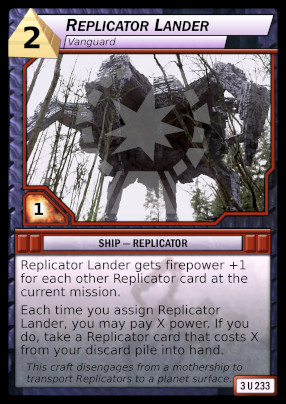 2
Replicator Lander
Vanguard
1
SHIP – REPLICATOR
Replicator Lander gets firepower +1
for each other Replicator card at the
current mission.
Each time you assign Replicator
Lander, you may pay X power. If you
do, take a Replicator card that costs X
from your discard pile into hand.
This craft disengages from a mothership to
transport Replicators to a planet surface.
3 U 233